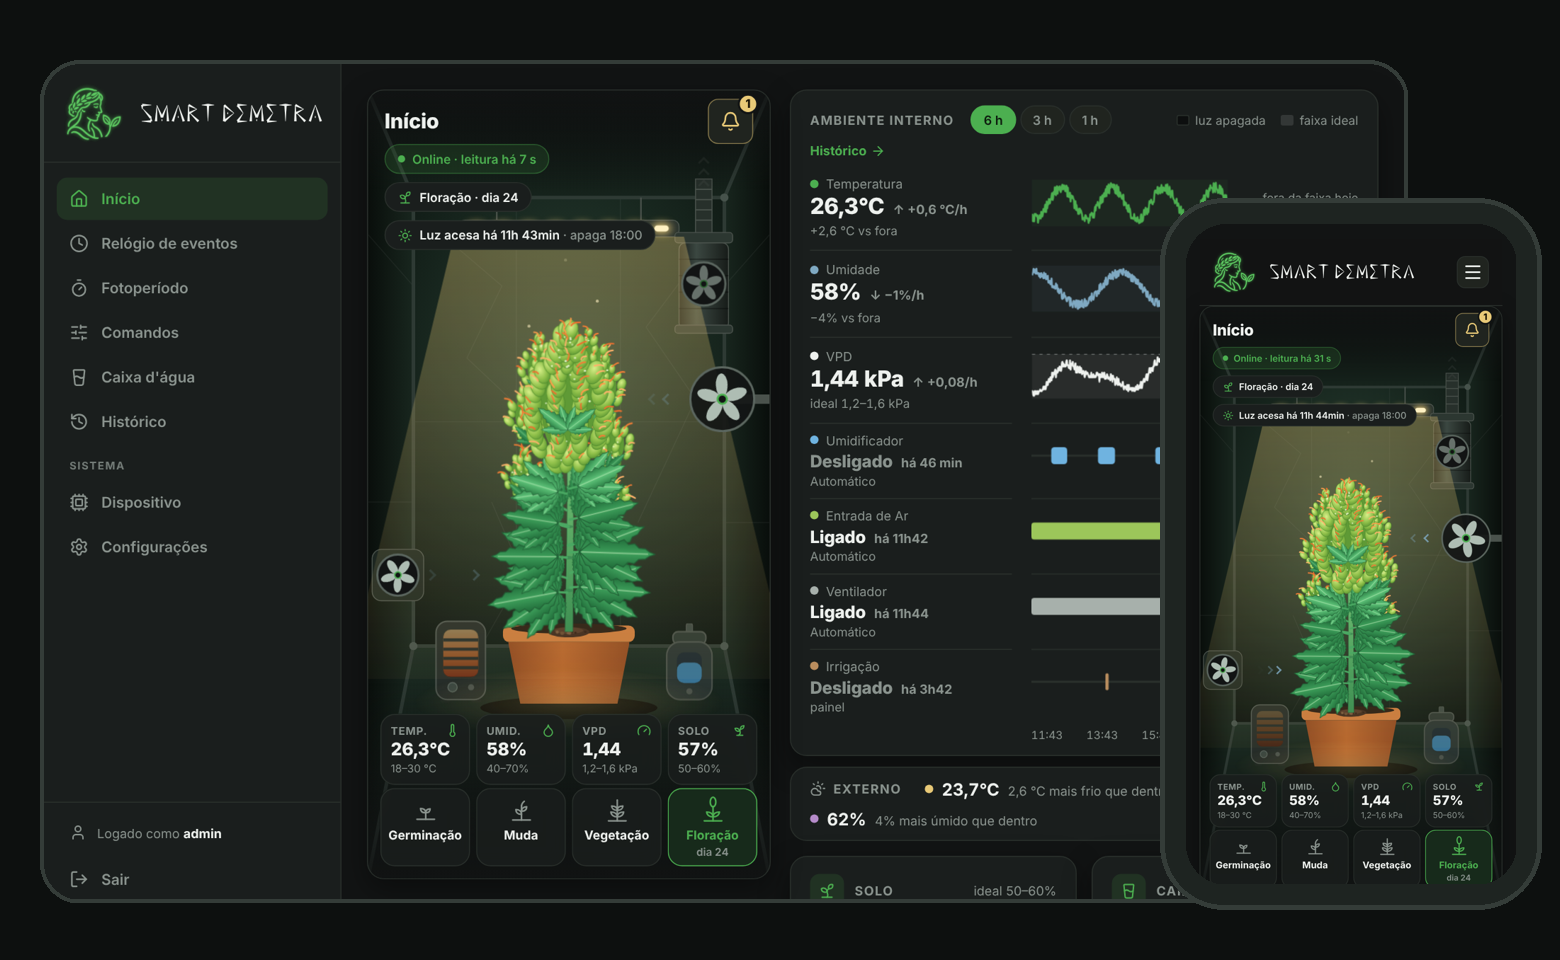 SMART DEMETRA
Início
Relógio de eventos
Fotoperíodo
Comandos
Caixa d'água
Histórico
SISTEMA
Dispositivo
Configurações
Logado como admin
Sair
Início
1
Online · leitura há 7 s
Floração · dia 24
Luz acesa há 11h 43min · apaga 18:00
TEMP.
26,3°C
18–30 °C
UMID.
58%
40–70%
VPD
1,44
1,2–1,6 kPa
SOLO
57%
50–60%
Germinação
Muda
Vegetação
Floração
dia 24
AMBIENTE INTERNO 6 h 3 h 1 h luz apagada faixa ideal
Histórico →
Temperatura
26,3°C ↑ +0,6 °C/h
+2,6 °C vs fora
fora da faixa hoje
Umidade
58% ↓ −1%/h
−4% vs fora
VPD
1,44 kPa ↑ +0,08/h
ideal 1,2–1,6 kPa
Umidificador
Desligado há 46 min
Automático
Entrada de Ar
Ligado há 11h42
Automático
Ventilador
Ligado há 11h44
Automático
Irrigação
Desligado há 3h42
painel
11:43 13:43 15:
EXTERNO 23,7°C 2,6 °C mais frio que dent
62% 4% mais úmido que dentro
SOLO ideal 50–60%
CA
SMART DEMETRA
Início
1
Online · leitura há 31 s
Floração · dia 24
Luz acesa há 11h 44min · apaga 18:00
TEMP.
26,3°C
18–30 °C
UMID.
58%
40–70%
VPD
1,44
1,2–1,6 kPa
SOLO
57%
50–60%
Germinação
Muda
Vegetação
Floração
dia 24